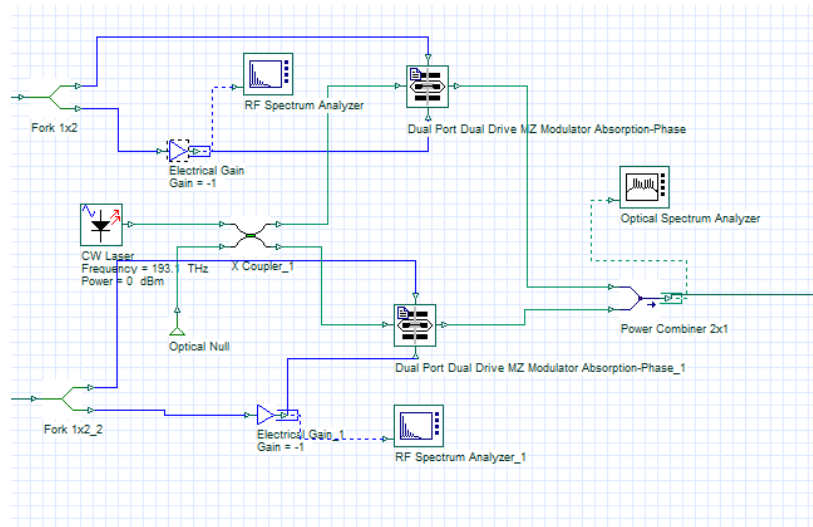 Fork 1x2
RF Spectrum Analyzer
Dual Port Dual Drive MZ Modulator Absorption-Phase
Electrical Gain
Gain = -1
Optical Spectrum Analyzer
CW Laser
Frequency = 193.1 THz
Power = 0 dBm
X Coupler_1
Power Combiner 2x1
Optical Null
Dual Port Dual Drive MZ Modulator Absorption-Phase_1
Fork 1x2_2
Electrical Gain_1
Gain = -1
RF Spectrum Analyzer_1